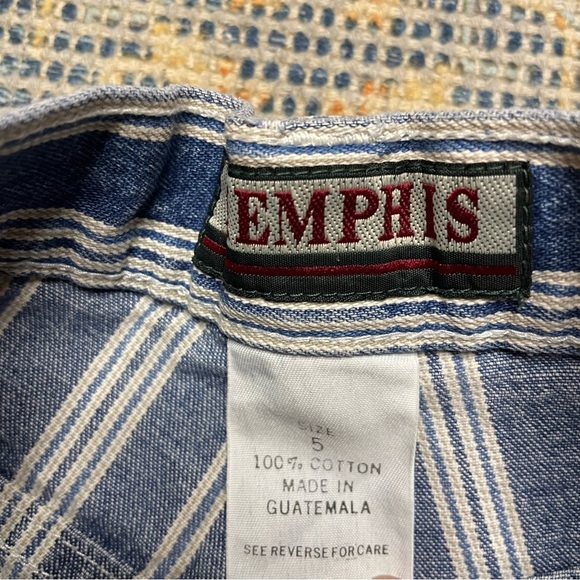 EMPHIS
SIZE
5
100% COTTON
MADE IN
GUATEMALA
SEE REVERSE FOR CARE